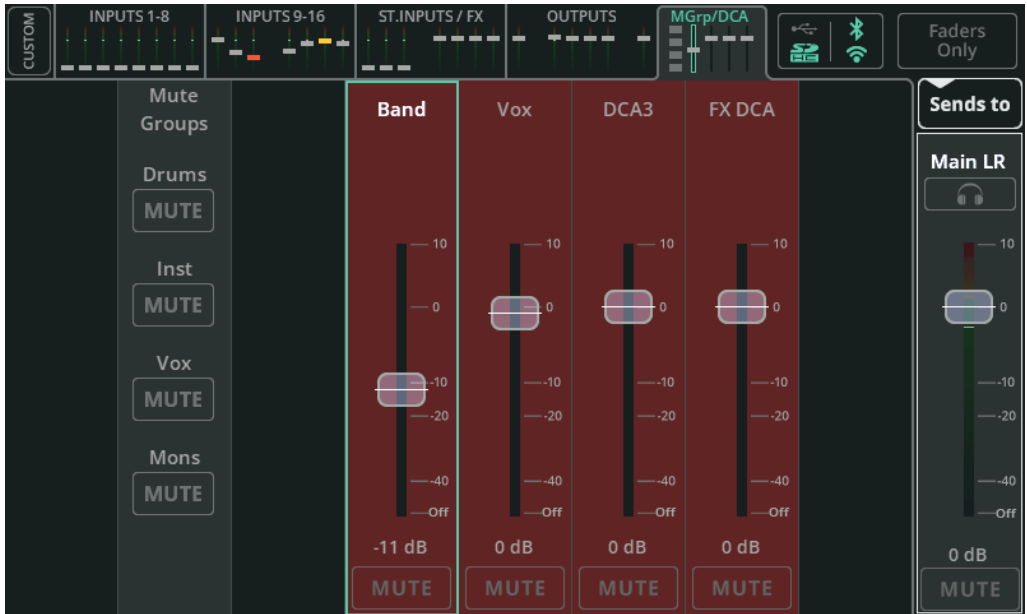 CUSTOM
INPUTS 1-8
INPUTS 9-16
ST.INPUTS / FX
OUTPUTS
MGrp/DCA
SD
HC
Faders
Only
Mute
Groups
Drums
MUTE
Inst
MUTE
Vox
MUTE
Mons
MUTE
Band
10
0
-10
-20
-40
Off
-11 dB
MUTE
Vox
10
0
-10
-20
-40
Off
0 dB
MUTE
DCA3
10
0
-10
-20
-40
Off
0 dB
MUTE
FX DCA
10
0
-10
-20
-40
Off
0 dB
MUTE
Sends to
Main LR
10
0
-10
-20
-40
Off
0 dB
MUTE